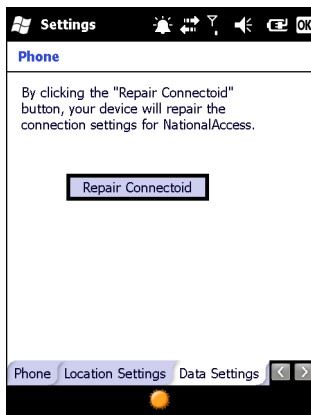 Settings
OK
Phone
By clicking the "Repair Connectoid"
button, your device will repair the
connection settings for NationalAccess.
Repair Connectoid
Phone Location Settings Data Settings